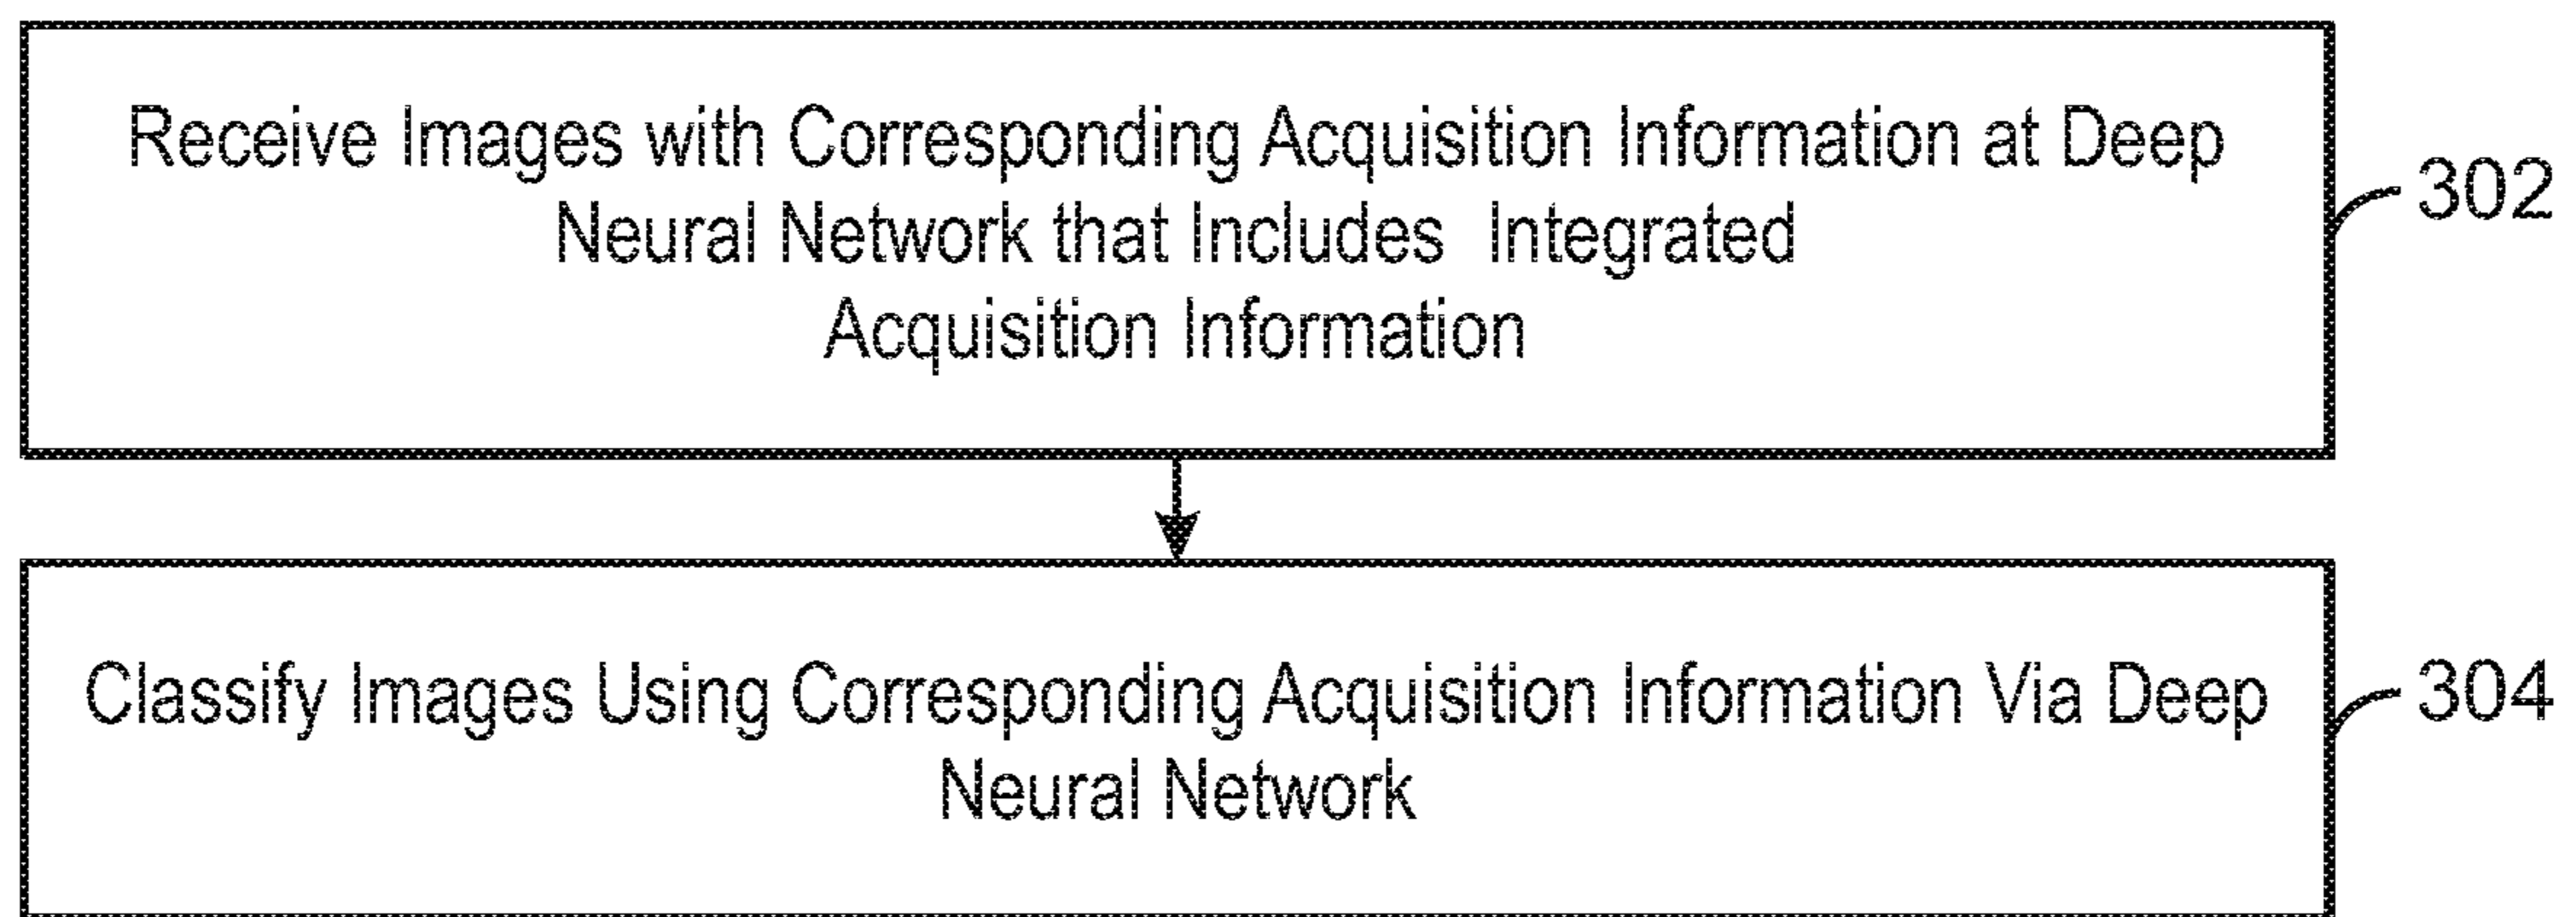 Receive Images with Corresponding Acquisition Information at Deep
Neural Network that Includes Integrated
Acquisition Information
302
Classify Images Using Corresponding Acquisition Information Via Deep
Neural Network
304